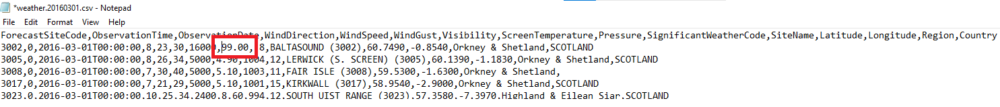 *weather.20160301.csv - Notepad
File Edit Format View Help
ForecastSiteCode,ObservationTime,ObservationDate,WindDirection,WindSpeed,WindGust,Visibility,ScreenTemperature,Pressure,SignificantWeatherCode,SiteName,Latitude,Longitude,Region,Country
3002,0,2016-03-01T00:00:00,8,23,30,16000,99.00,,8,BALTASOUND (3002),60.7490,-0.8540,Orkney & Shetland,SCOTLAND
3005,0,2016-03-01T00:00:00,8,26,34,5000,4.90,1004,12,LERWICK (S. SCREEN) (3005),60.1390,-1.1830,Orkney & Shetland,SCOTLAND
3008,0,2016-03-01T00:00:00,7,30,40,5000,5.10,1003,11,FAIR ISLE (3008),59.5300,-1.6300,Orkney & Shetland,
3017,0,2016-03-01T00:00:00,7,21,29,5000,5.10,1001,15,KIRKWALL (3017),58.9540,-2.9000,Orkney & Shetland,SCOTLAND
3023,0,2016-03-01T00:00:00,10,25,34,2400,8.60,994,12,SOUTH UIST RANGE (3023),57.3580,-7.3970,Highland & Eilean Siar,SCOTLAND